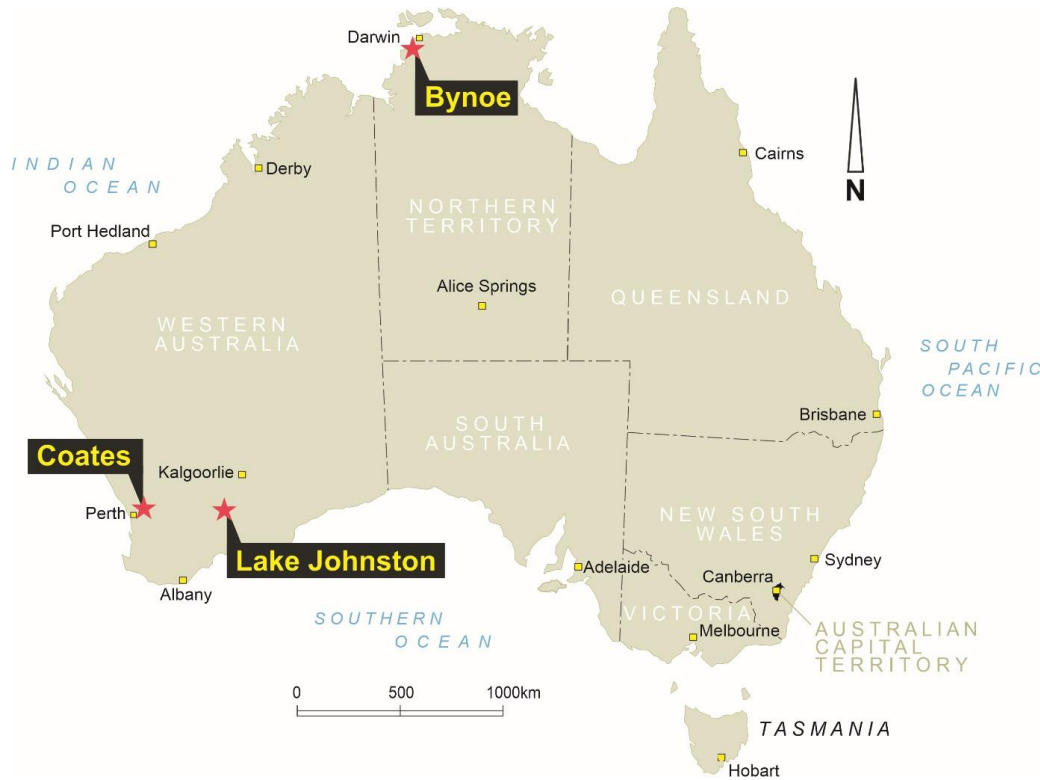 Darwin
Bynoe
INDIAN
OCEAN
Derby
Cairns
N
NORTHERN
TERRITORY
Port Hedland
Alice Springs
QUEENSLAND
WESTERN
AUSTRALIA
SOUTH
PACIFIC
OCEAN
Brisbane
SOUTH
AUSTRALIA
Coates
Kalgoorlie
Perth
Lake Johnston
NEW SOUTH
WALES
Sydney
Adelaide
Canberra
Albany
VICTORIA
SOUTHERN
OCEAN
Melbourne
AUSTRALIAN
CAPITAL
TERRITORY
0 500 1000km
TASMANIA
Hobart